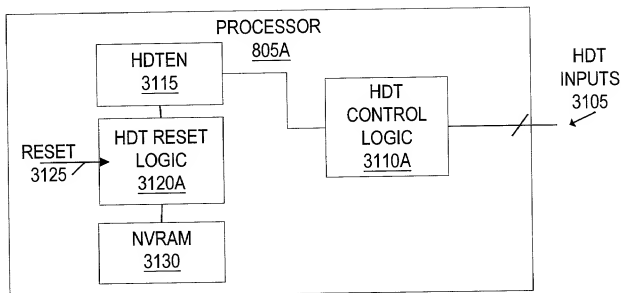 PROCESSOR
805A
HDTEN
3115
HDT
CONTROL
LOGIC
3110A
HDT
INPUTS
3105
RESET
3125
HDT RESET
LOGIC
3120A
NVRAM
3130